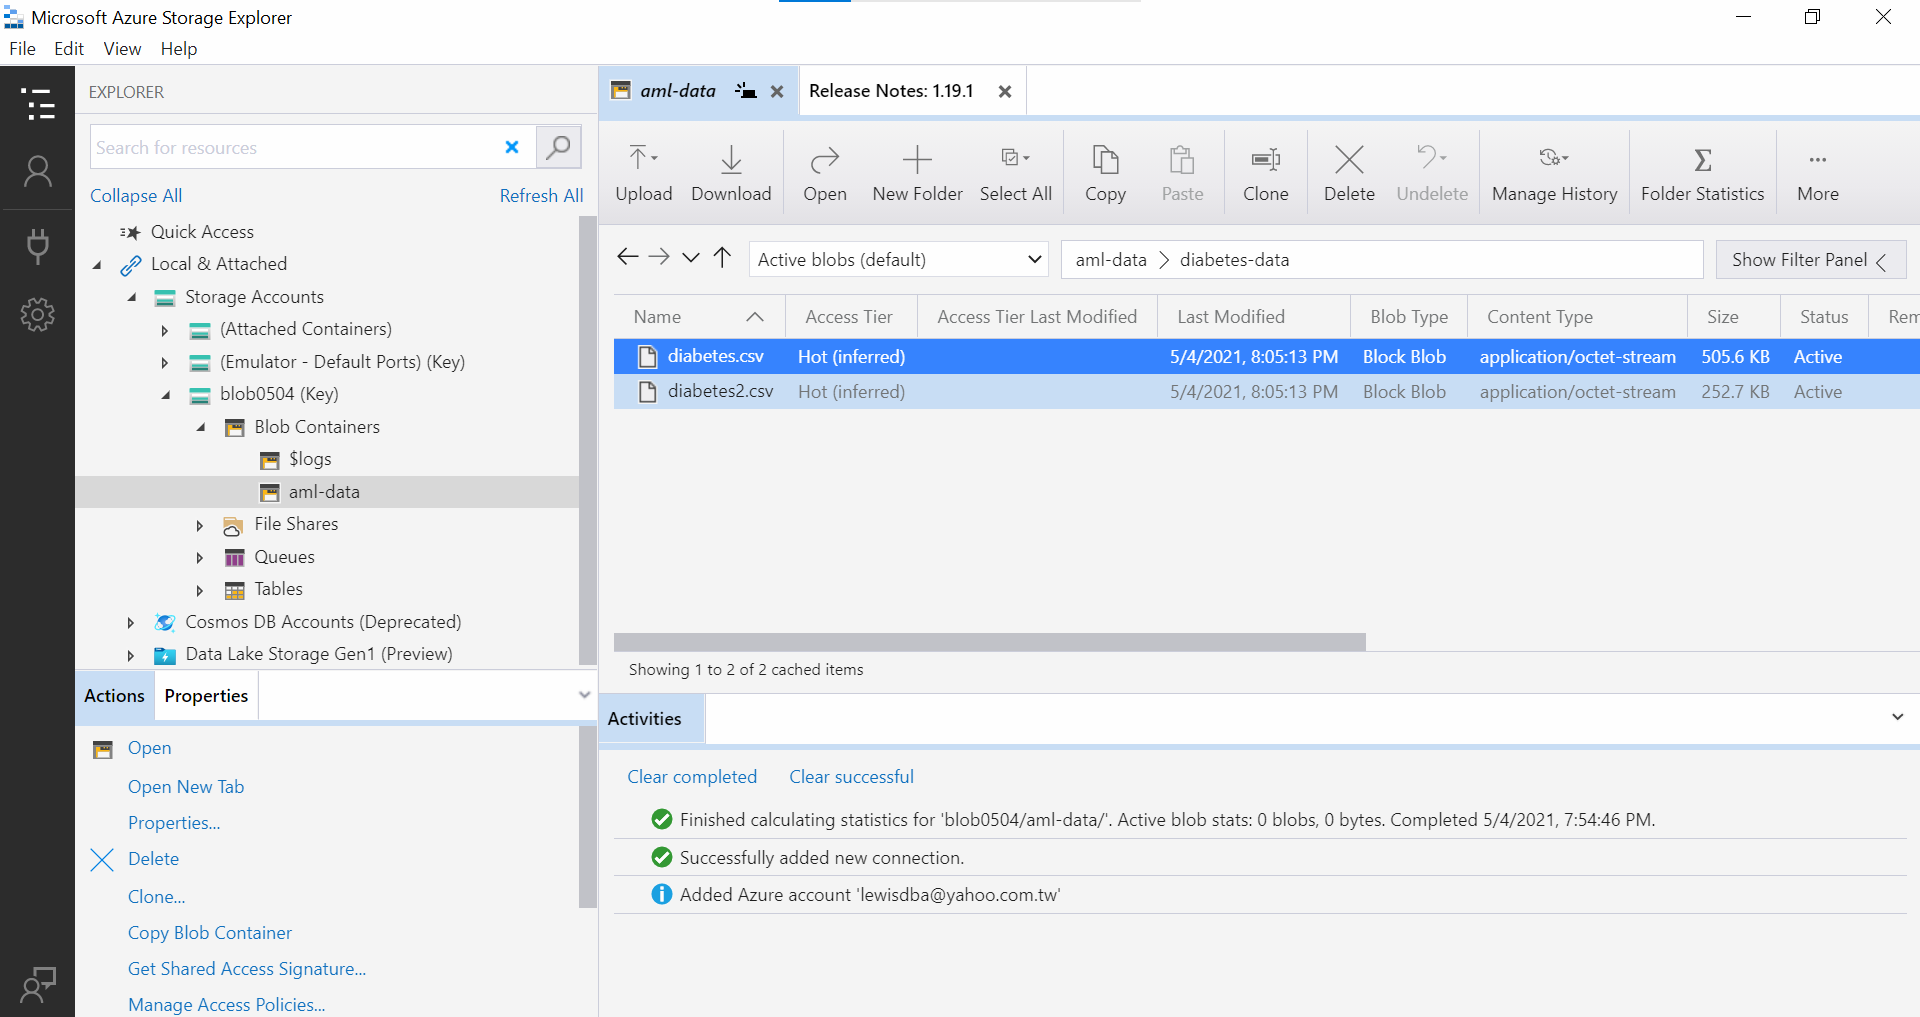 Microsoft Azure Storage Explorer
File Edit View Help
EXPLORER
Search for resources
Collapse All Refresh All
Quick Access
Local & Attached
Storage Accounts
(Attached Containers)
(Emulator - Default Ports) (Key)
blob0504 (Key)
Blob Containers
$logs
aml-data
File Shares
Queues
Tables
Cosmos DB Accounts (Deprecated)
Data Lake Storage Gen1 (Preview)
Actions Properties
Open
Open New Tab
Properties...
Delete
Clone...
Copy Blob Container
Get Shared Access Signature...
Manage Access Policies...
aml-data Release Notes: 1.19.1
Upload Download Open New Folder Select All Copy Paste Clone Delete Undelete Manage History Folder Statistics More
Active blobs (default) aml-data diabetes-data Show Filter Panel
Name Access Tier Access Tier Last Modified Last Modified Blob Type Content Type Size Status Rem
diabetes.csv Hot (inferred) 5/4/2021, 8:05:13 PM Block Blob application/octet-stream 505.6 KB Active
diabetes2.csv Hot (inferred) 5/4/2021, 8:05:13 PM Block Blob application/octet-stream 252.7 KB Active
Showing 1 to 2 of 2 cached items
Activities
Clear completed Clear successful
Finished calculating statistics for 'blob0504/aml-data/'. Active blob stats: 0 blobs, 0 bytes. Completed 5/4/2021, 7:54:46 PM.
Successfully added new connection.
Added Azure account 'lewisdba@yahoo.com.tw'